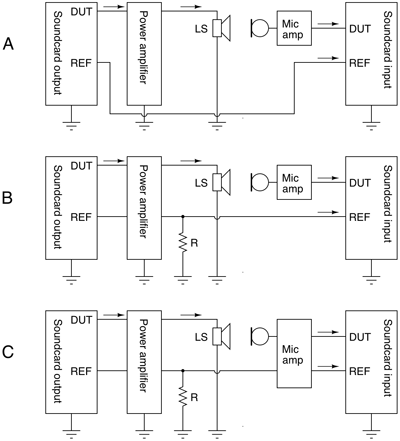 A
Soundcard output
DUT
REF
Power amplifier
LS
Mic
amp
DUT
REF
Soundcard input
B
Soundcard output
DUT
REF
Power amplifier
LS
R
Mic
amp
DUT
REF
Soundcard input
C
Soundcard output
DUT
REF
Power amplifier
LS
R
Mic
amp
DUT
REF
Soundcard input